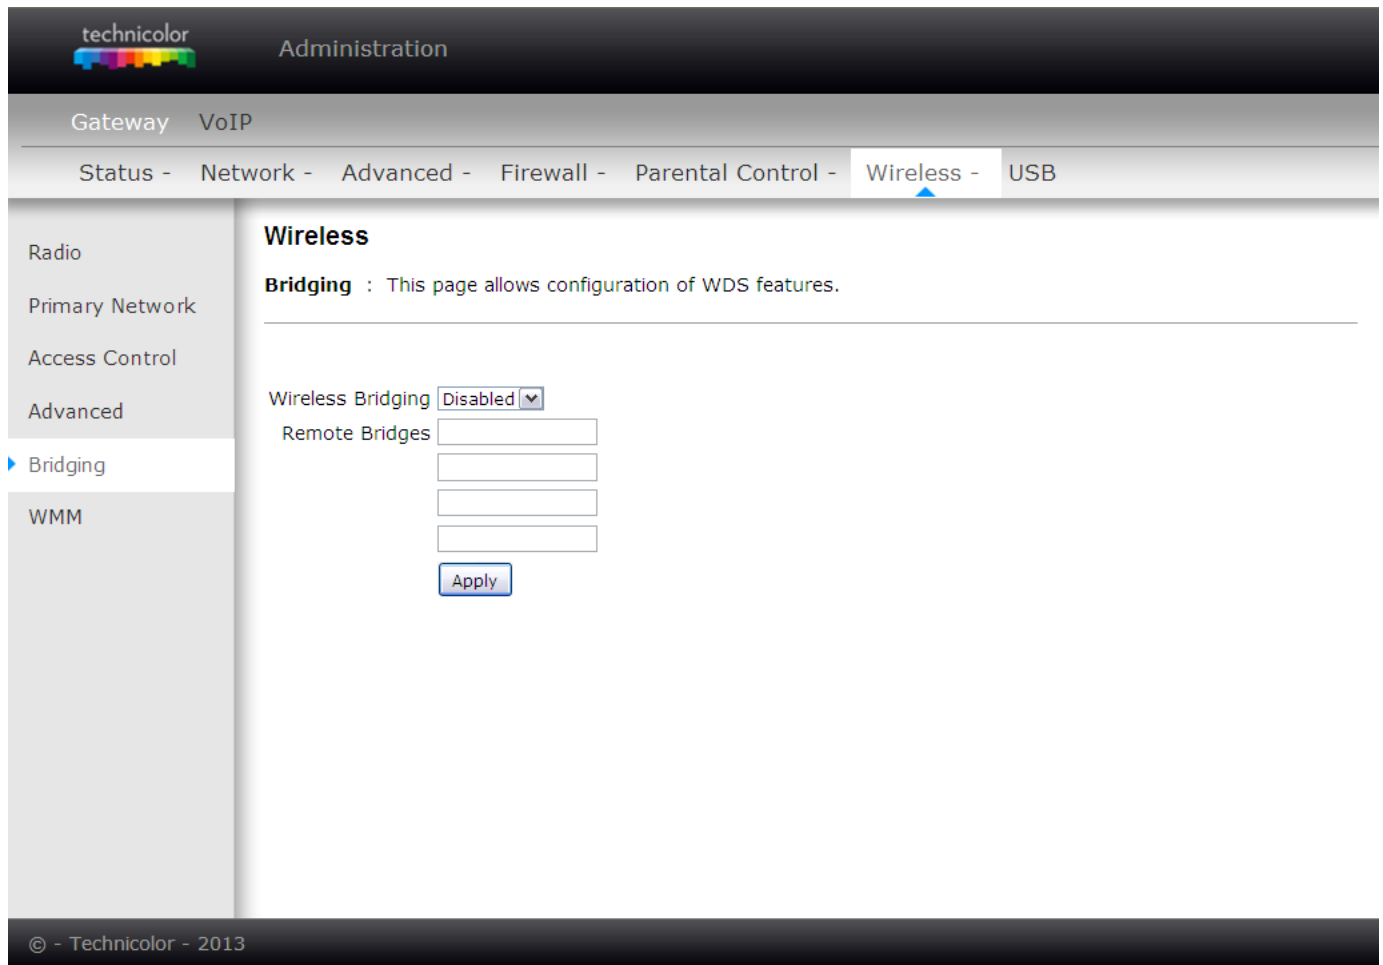 technicolor
Administration
Gateway VoIP
Status - Network - Advanced - Firewall - Parental Control - Wireless - USB
Radio
Primary Network
Access Control
Advanced
Bridging
WMM
Wireless
Bridging : This page allows configuration of WDS features.
Wireless Bridging Disabled
Remote Bridges
Apply
© - Technicolor - 2013